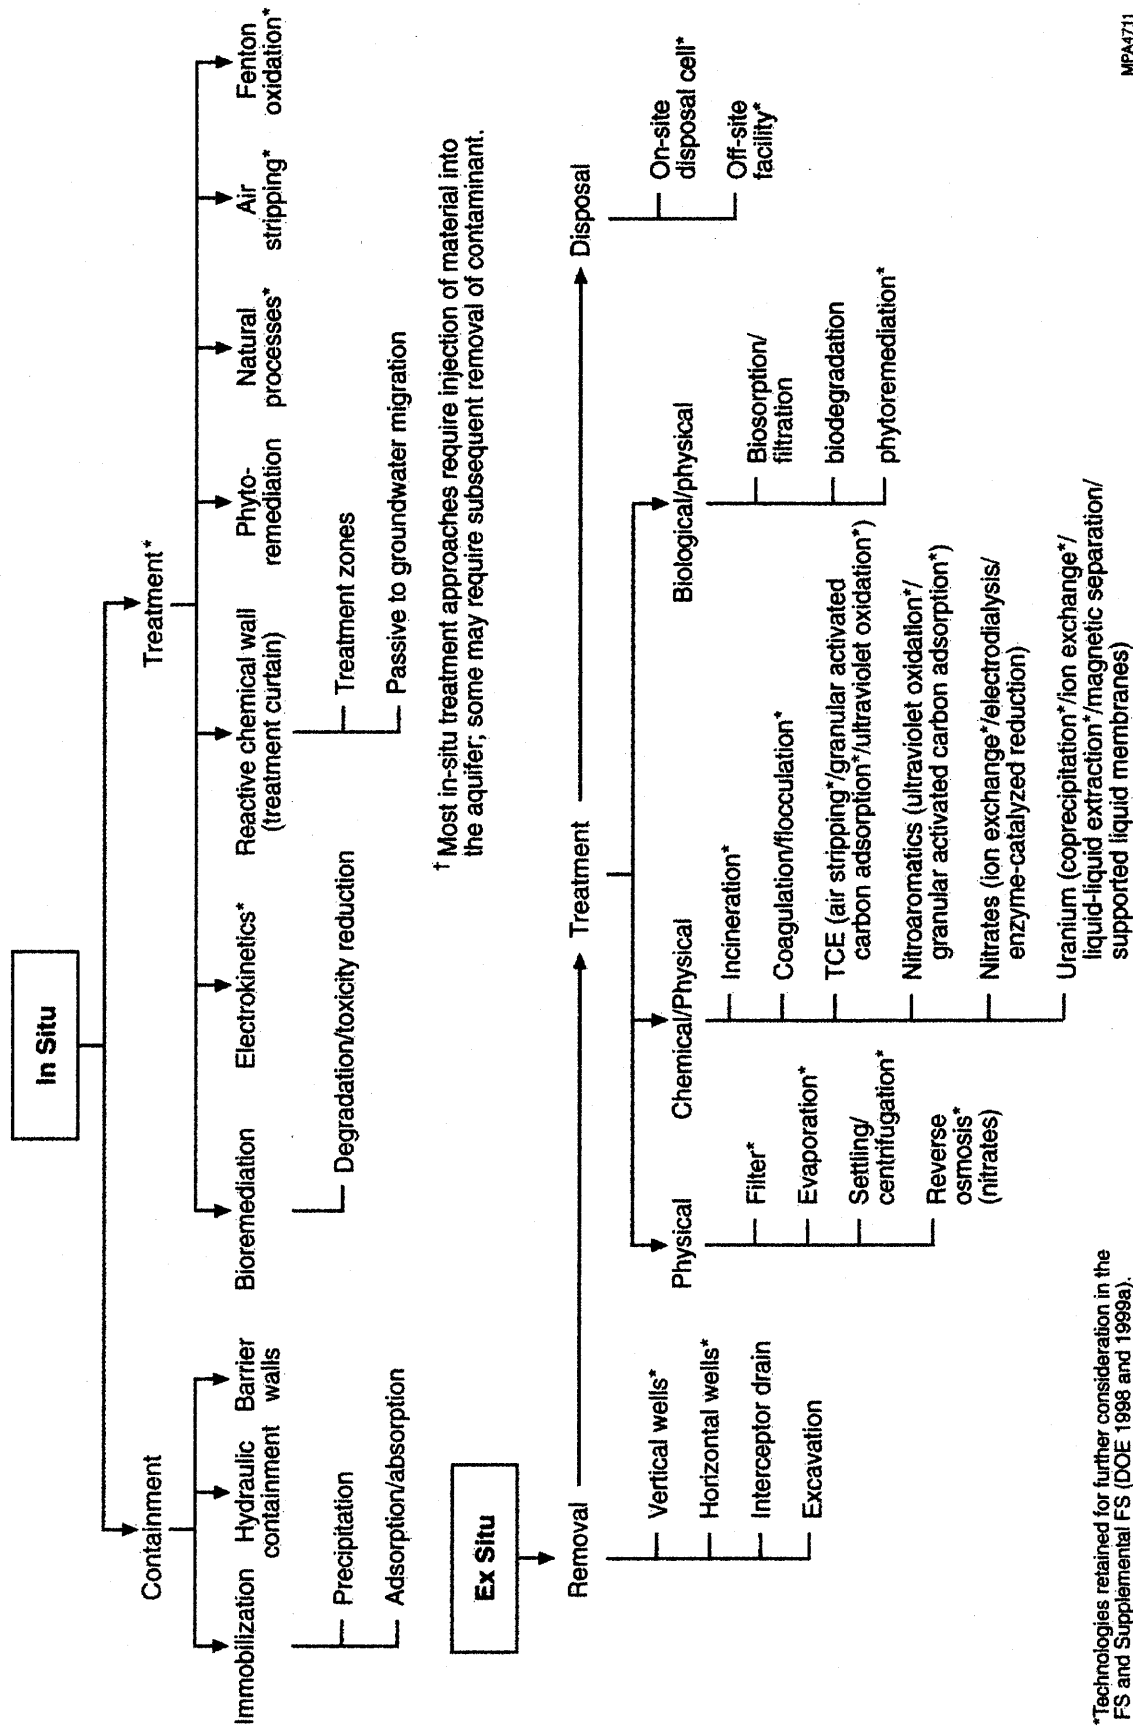 In Situ
Containment
Treatment*
Immobilization
Hydraulic
containment
Barrier
walls
Bioremediation
Electrokinetics*
Reactive chemical wall
(treatment curtain)
Phyto-
remediation
Natural
processes*
Air
stripping*
Fenton
oxidation*
Precipitation
Adsorption/absorption
Degradation/toxicity reduction
Treatment zones
Passive to groundwater migration
† Most in-situ treatment approaches require injection of material into
the aquifer; some may require subsequent removal of contaminant.
Ex Situ
Removal
Treatment
Disposal
Vertical wells*
Horizontal wells*
Interceptor drain
Excavation
Physical
Filter*
Evaporation*
Settling/
centrifugation*
Reverse
osmosis*
(nitrates)
Chemical/Physical
Incineration*
Coagulation/flocculation*
TCE (air stripping*/granular activated
carbon adsorption*/ultraviolet oxidation*)
Nitroaromatics (ultraviolet oxidation*/
granular activated carbon adsorption*)
Nitrates (ion exchange*/electrodialysis/
enzyme-catalyzed reduction)
Uranium (coprecipitation*/ion exchange*/
liquid-liquid extraction*/magnetic separation/
supported liquid membranes)
Biological/physical
Biosorption/
filtration
biodegradation
phytoremediation*
On-site
disposal cell*
Off-site
facility*
*Technologies retained for further consideration in the
FS and Supplemental FS (DOE 1998 and 1999a).
MPA4711